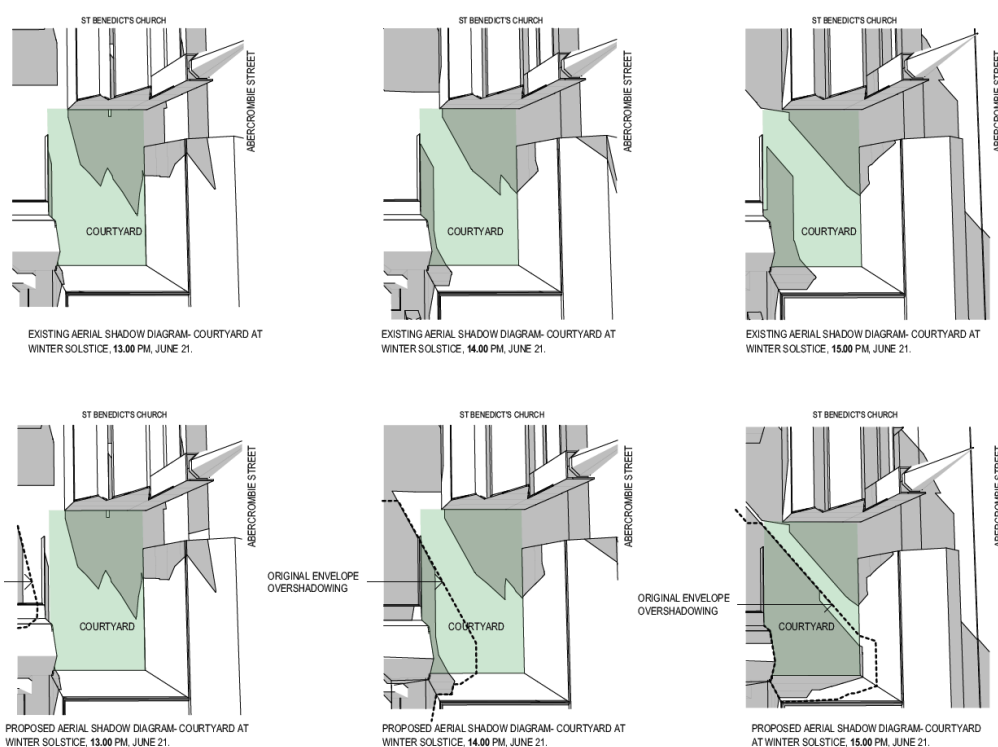 ST BENEDICT'S CHURCH
ABERCROMBIE STREET
COURTYARD
EXISTING AERIAL SHADOW DIAGRAM- COURTYARD AT
WINTER SOLSTICE, 13.00 PM, JUNE 21.
ST BENEDICT'S CHURCH
ABERCROMBIE STREET
COURTYARD
EXISTING AERIAL SHADOW DIAGRAM- COURTYARD AT
WINTER SOLSTICE, 14.00 PM, JUNE 21.
ST BENEDICT'S CHURCH
ABERCROMBIE STREET
COURTYARD
EXISTING AERIAL SHADOW DIAGRAM- COURTYARD AT
WINTER SOLSTICE, 15.00 PM, JUNE 21.
ST BENEDICT'S CHURCH
ABERCROMBIE STREET
COURTYARD
PROPOSED AERIAL SHADOW DIAGRAM- COURTYARD AT
WINTER SOLSTICE, 13.00 PM, JUNE 21.
ST BENEDICT'S CHURCH
ABERCROMBIE STREET
ORIGINAL ENVELOPE
OVERSHADOWING
COURTYARD
PROPOSED AERIAL SHADOW DIAGRAM- COURTYARD AT
WINTER SOLSTICE, 14.00 PM, JUNE 21.
ST BENEDICT'S CHURCH
ABERCROMBIE STREET
ORIGINAL ENVELOPE
OVERSHADOWING
COURTYARD
PROPOSED AERIAL SHADOW DIAGRAM- COURTYARD
AT WINTER SOLSTICE, 15.00 PM, JUNE 21.